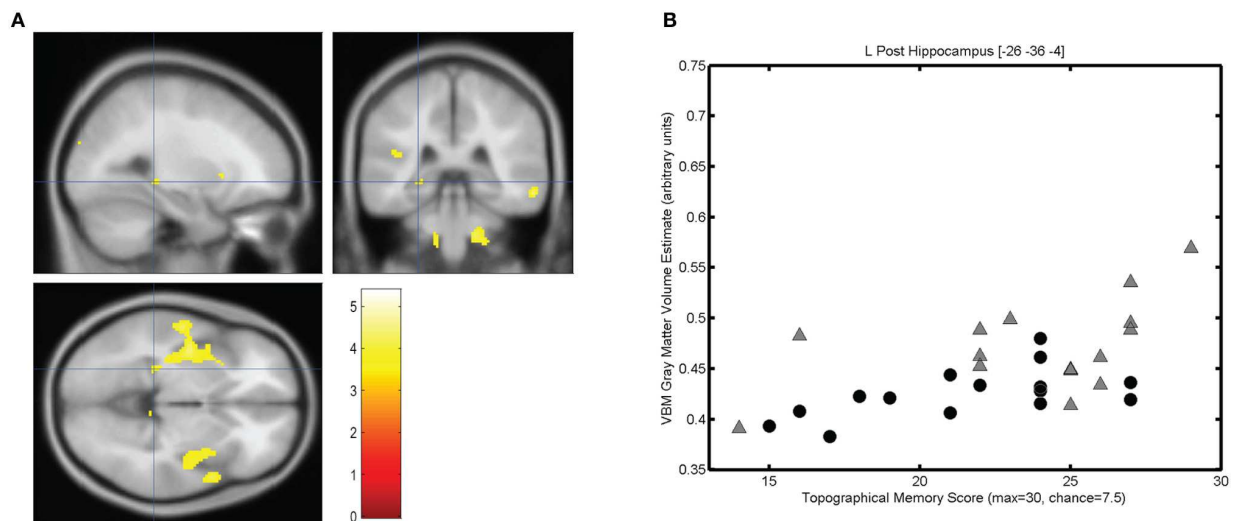 A
5
4
3
2
1
0
B
L Post Hippocampus [-26 -36 -4]
VBM Gray Matter Volume Estimate (arbitrary units)
0.75
0.7
0.65
0.6
0.55
0.5
0.45
0.4
0.35
15 20 25 30
Topographical Memory Score (max=30, chance=7.5)